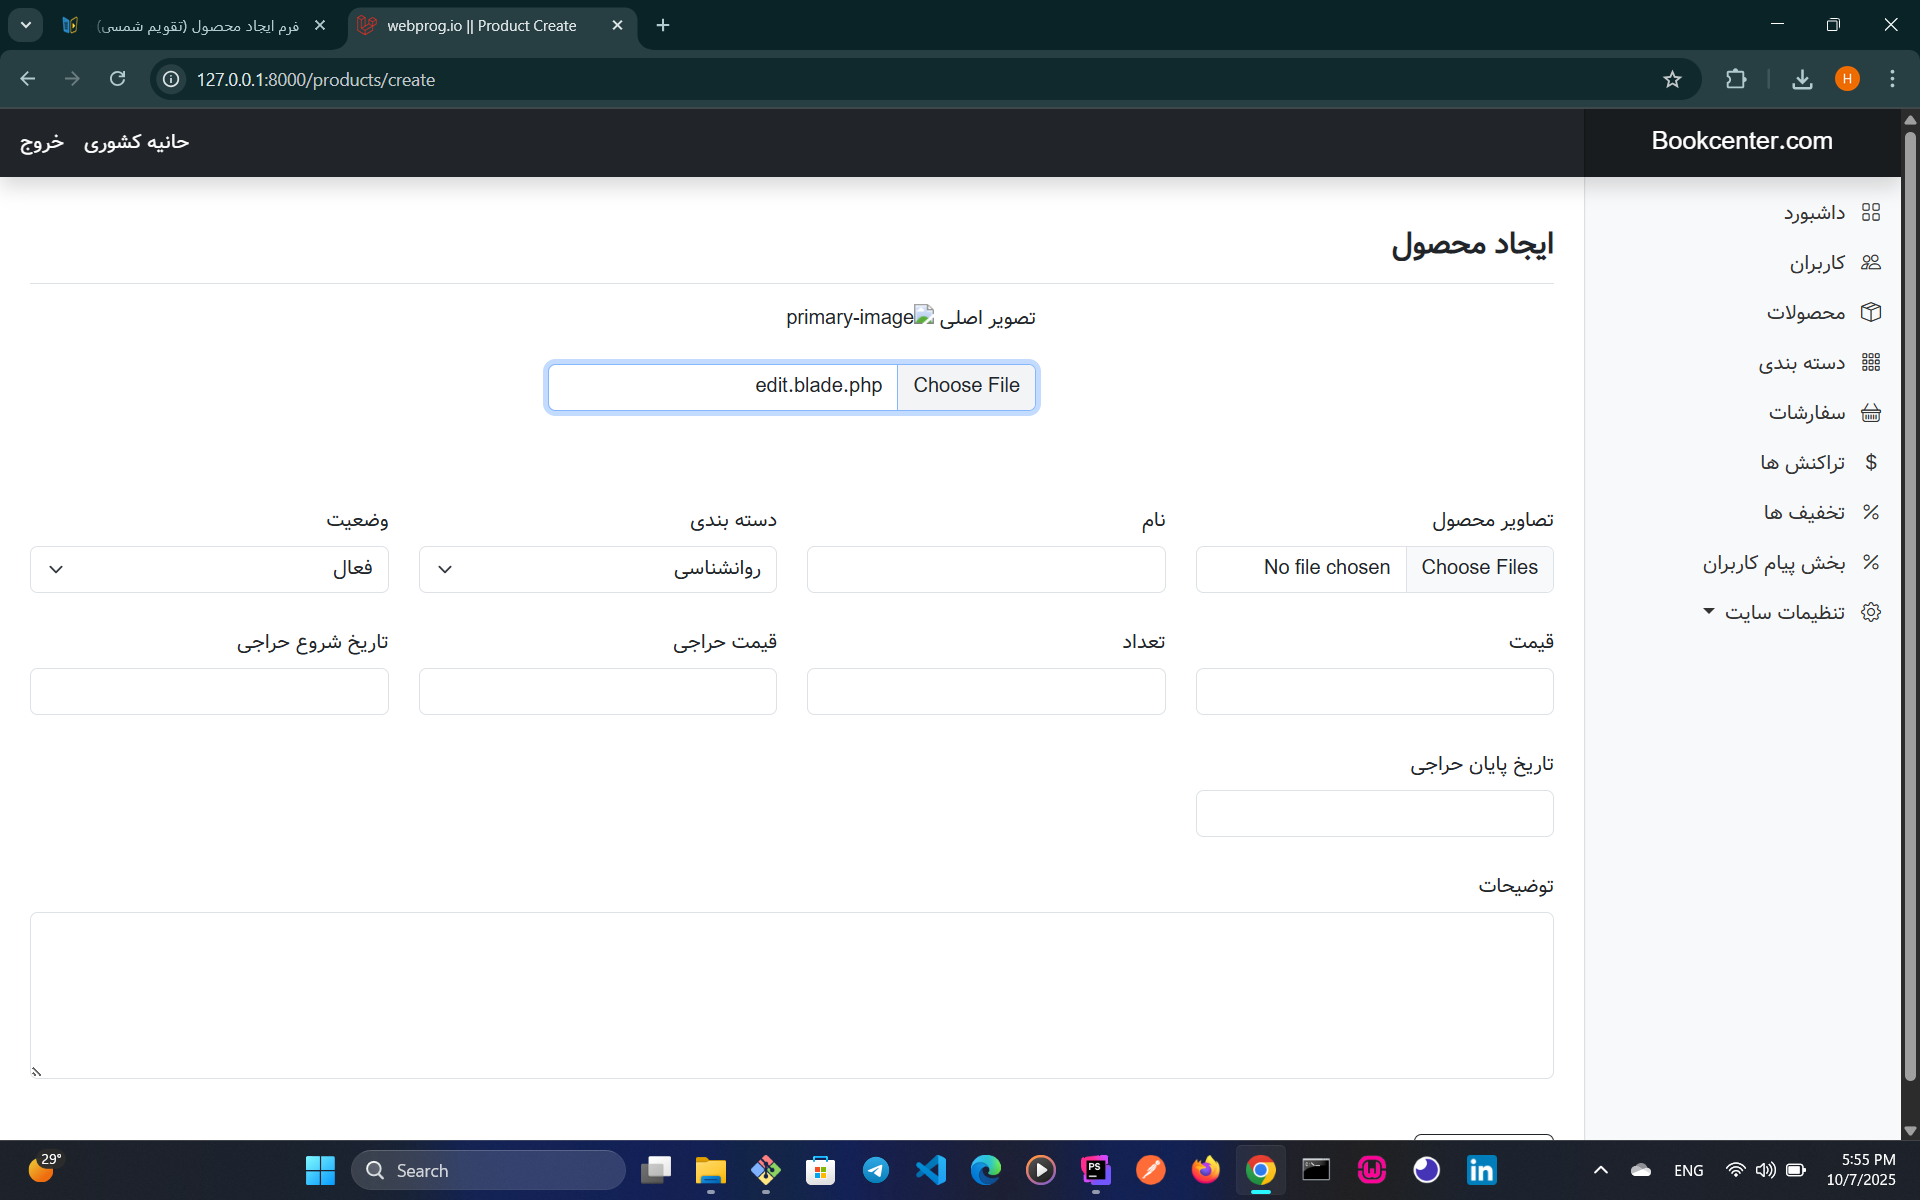 فرم ایجاد محصول (تقویم شمسی)
webprog.io || Product Create
127.0.0.1:8000/products/create
H
Bookcenter.com
حانیه کشوری
خروج
داشبورد
کاربران
محصولات
دسته بندی
سفارشات
تراکنش ها
تخفیف ها
بخش پیام کاربران
تنظیمات سایت
ایجاد محصول
تصویر اصلی primary-image
Choose File edit.blade.php
تصاویر محصول
نام
دسته بندی
وضعیت
Choose Files No file chosen
روانشناسی
فعال
قیمت
تعداد
قیمت حراجی
تاریخ شروع حراجی
تاریخ پایان حراجی
توضیحات
29°
Search
PS
in
ENG
5:55 PM
10/7/2025